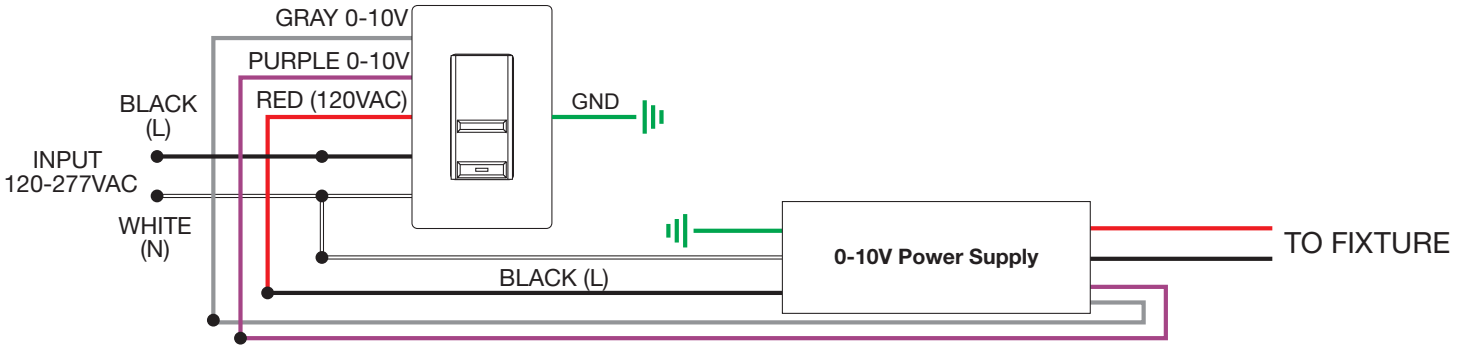 GRAY 0-10V
PURPLE 0-10V
RED (120VAC)
BLACK
(L)
INPUT
120-277VAC
WHITE
(N)
GND
0-10V Power Supply
TO FIXTURE
BLACK (L)